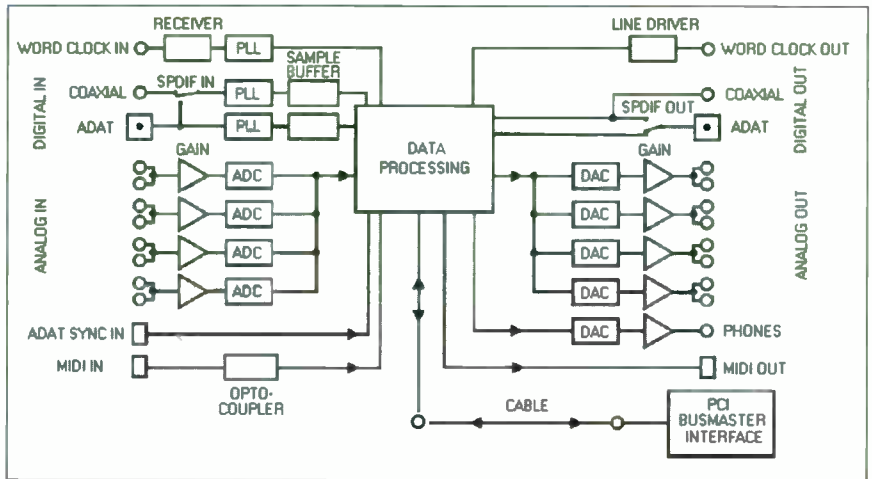 RECEIVER
WORD CLOCK IN
PLL
SAMPLE
BUFFER
LINE DRIVER
WORD CLOCK OUT
DIGITAL IN
COAXIAL
SPDIF IN
PLL
ADAT
PLL
DATA
PROCESSING
COAXIAL
SPDIF OUT
ADAT
DIGITAL OUT
ANALOG IN
GAIN
ADC
ADC
ADC
ADC
GAIN
DAC
DAC
DAC
DAC
ANALOG OUT
DAC
PHONES
ADAT SYNC IN
MIDI IN
OPTO-
COUPLER
MIDI OUT
CABLE
PCI
BUSMASTER
INTERFACE